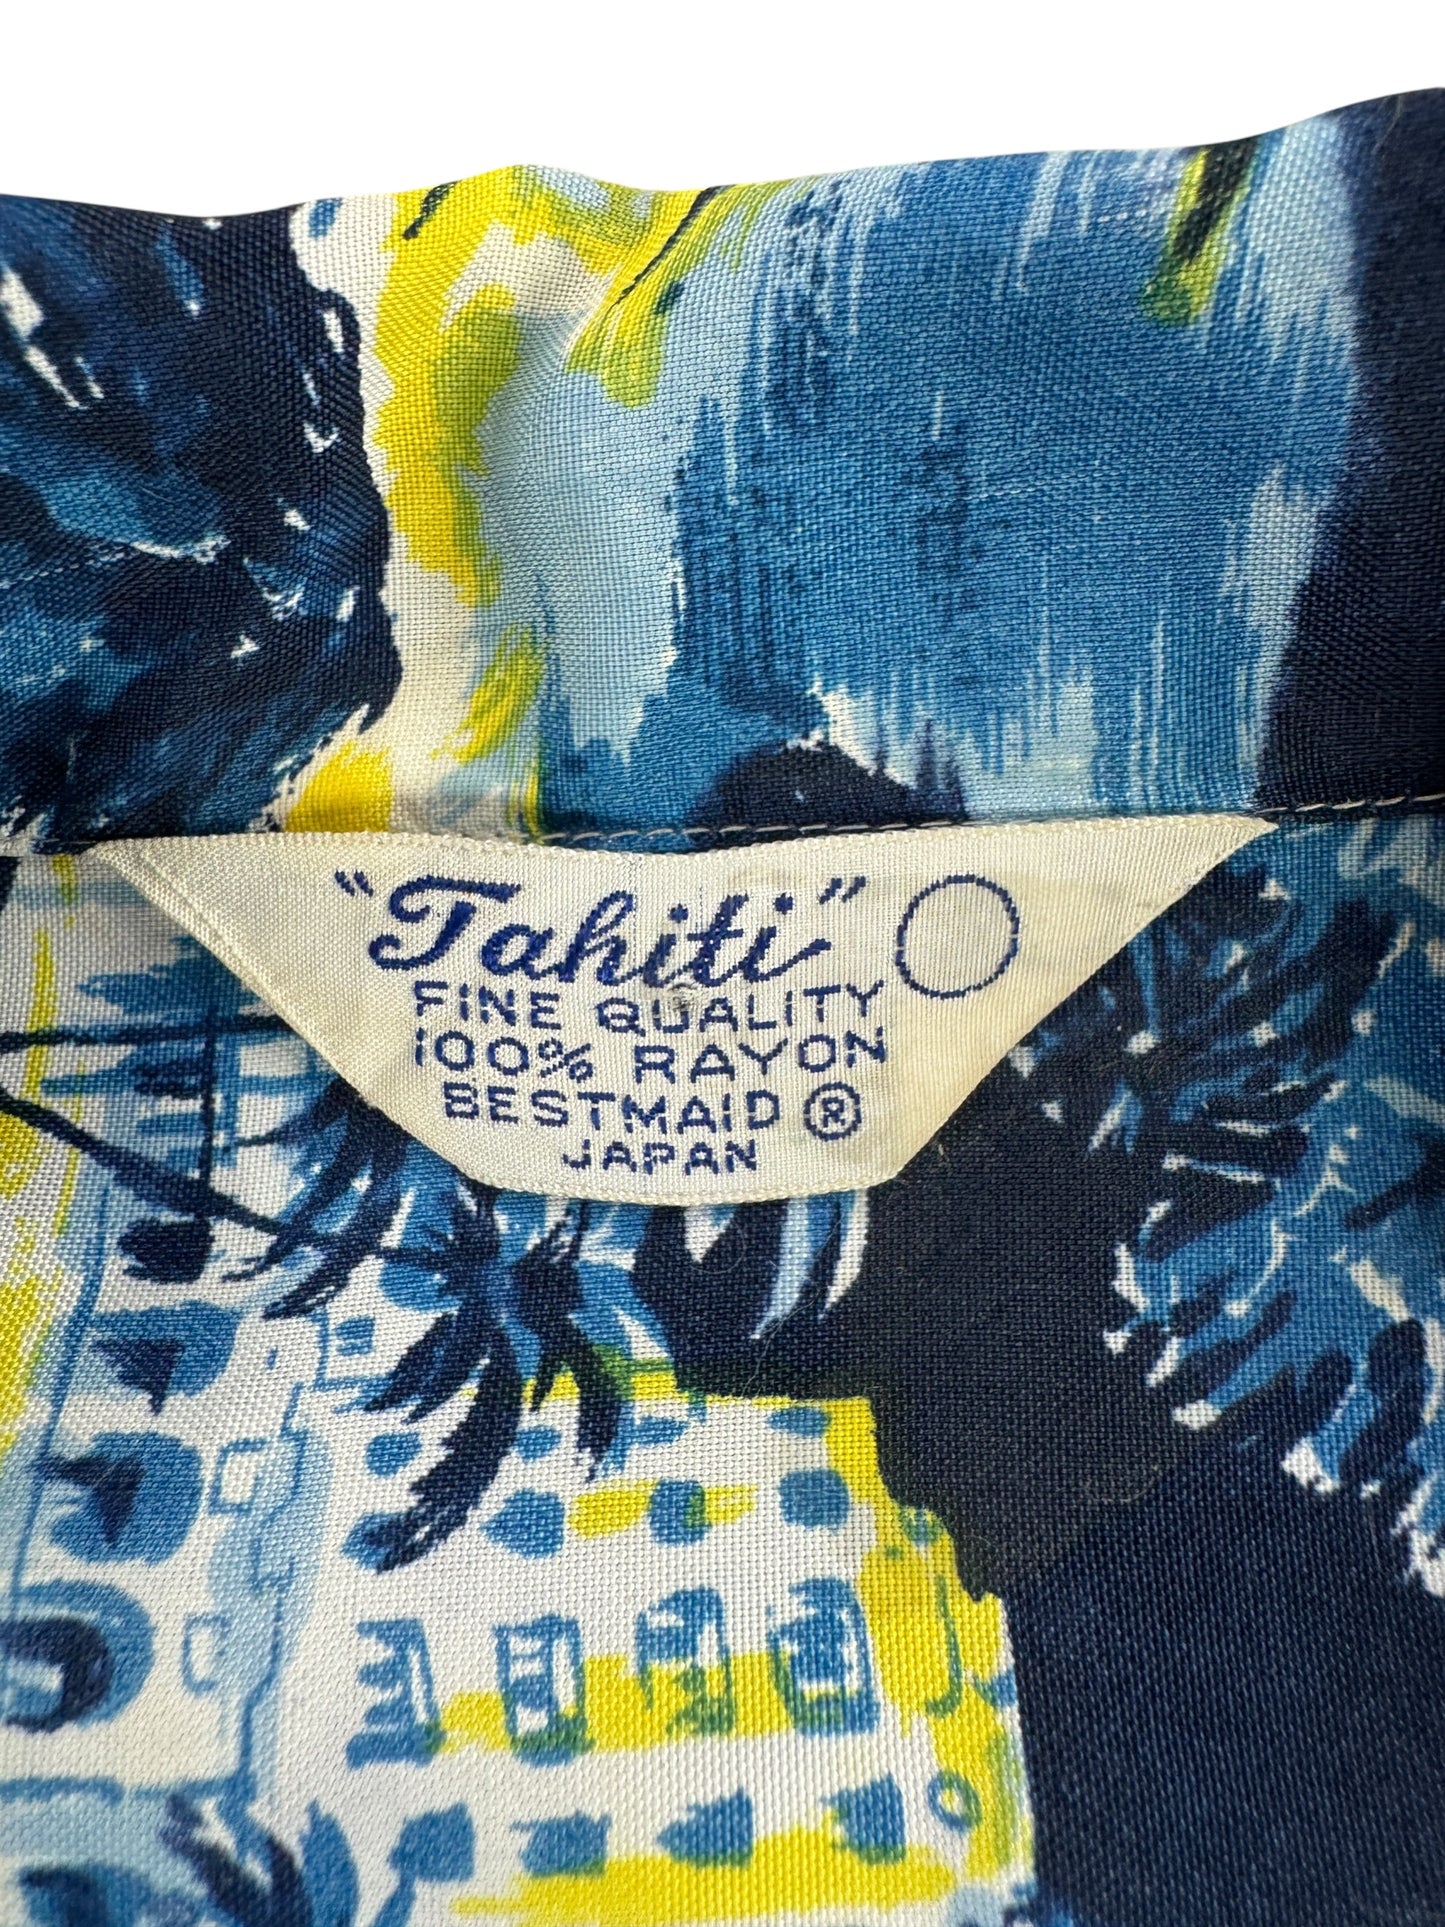 "Tahiti"
FINE QUALITY
100% RAYON
BESTMAID ®
JAPAN